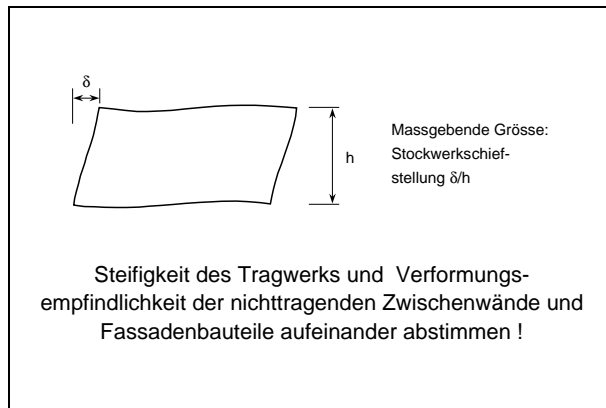 δ
h
Massgebende Grösse:
Stockwerkschief-
stellung δ/h
Steifigkeit des Tragwerks und Verformungs-
empfindlichkeit der nichttragenden Zwischenwände und
Fassadenbauteile aufeinander abstimmen !